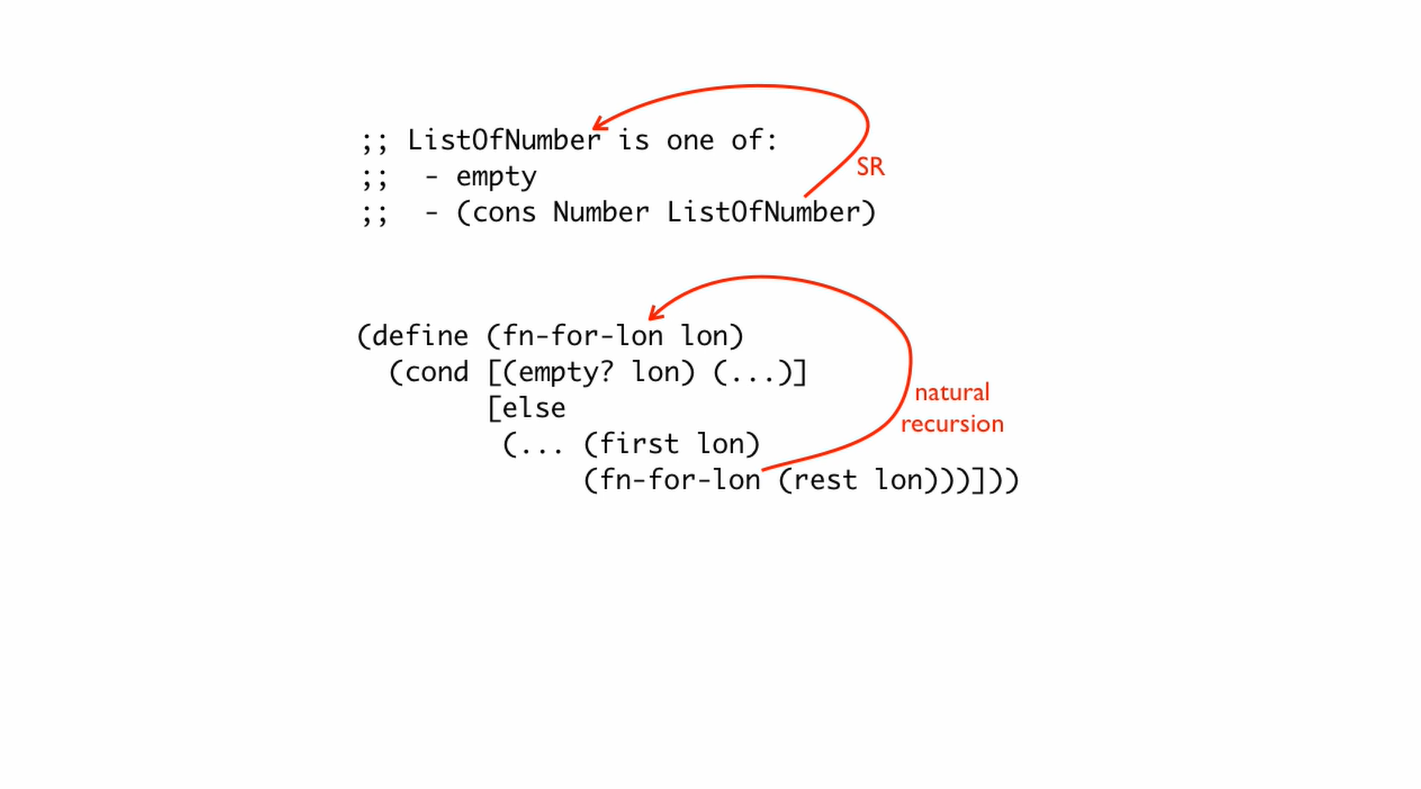 ;; ListOfNumber is one of:
SR
;;  - empty
;;  - (cons Number ListOfNumber)
(define (fn-for-lon lon)
  (cond [(empty? lon) (...)]
natural
recursion
        [else
         (... (first lon)
              (fn-for-lon (rest lon)))]))